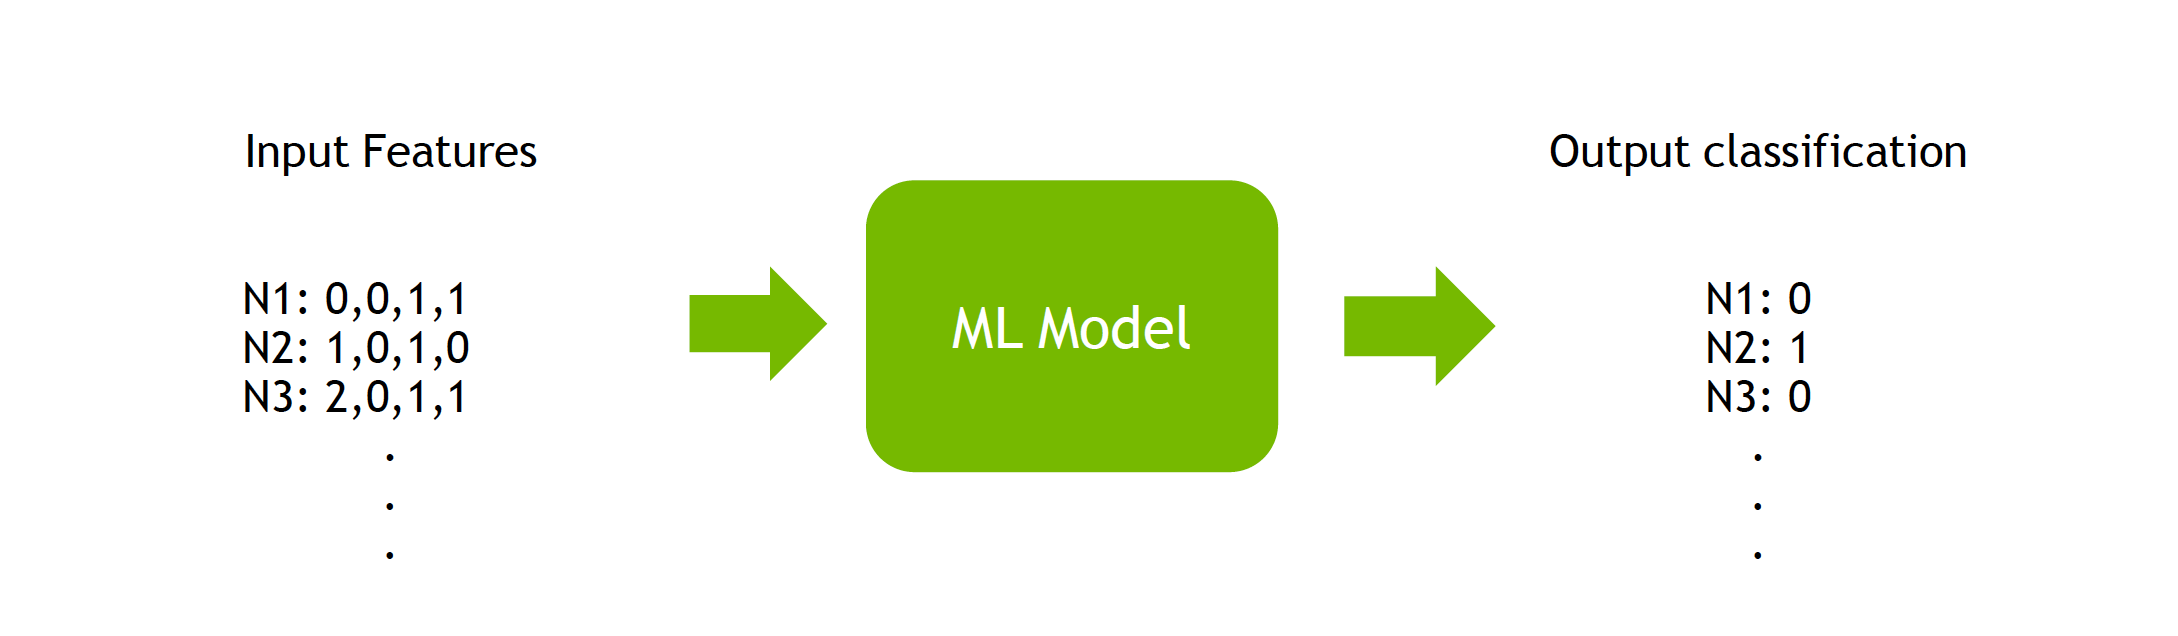 Input Features
N1: 0,0,1,1
N2: 1,0,1,0
N3: 2,0,1,1
.
.
.
ML Model
Output classification
N1: 0
N2: 1
N3: 0
.
.
.